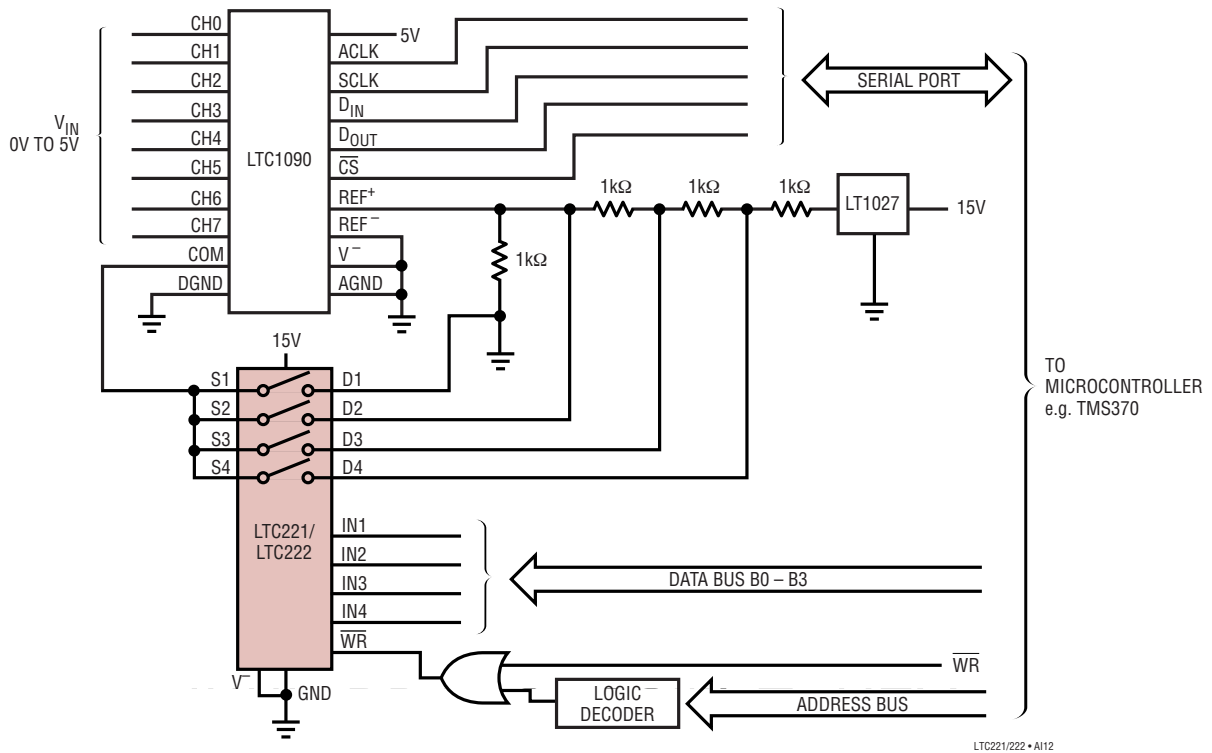 CH0
CH1
CH2
CH3
CH4
CH5
CH6
CH7
COM
DGND
VIN
0V TO 5V
LTC1090
5V
ACLK
SCLK
DIN
DOUT
CS
REF+
REF–
V–
AGND
SERIAL PORT
1kΩ
1kΩ
1kΩ
1kΩ
LT1027
15V
15V
S1
S2
S3
S4
D1
D2
D3
D4
LTC221/
LTC222
IN1
IN2
IN3
IN4
WR
V–
GND
DATA BUS B0 – B3
WR
LOGIC
DECODER
ADDRESS BUS
TO
MICROCONTROLLER
e.g. TMS370
LTC221/222 • AI12